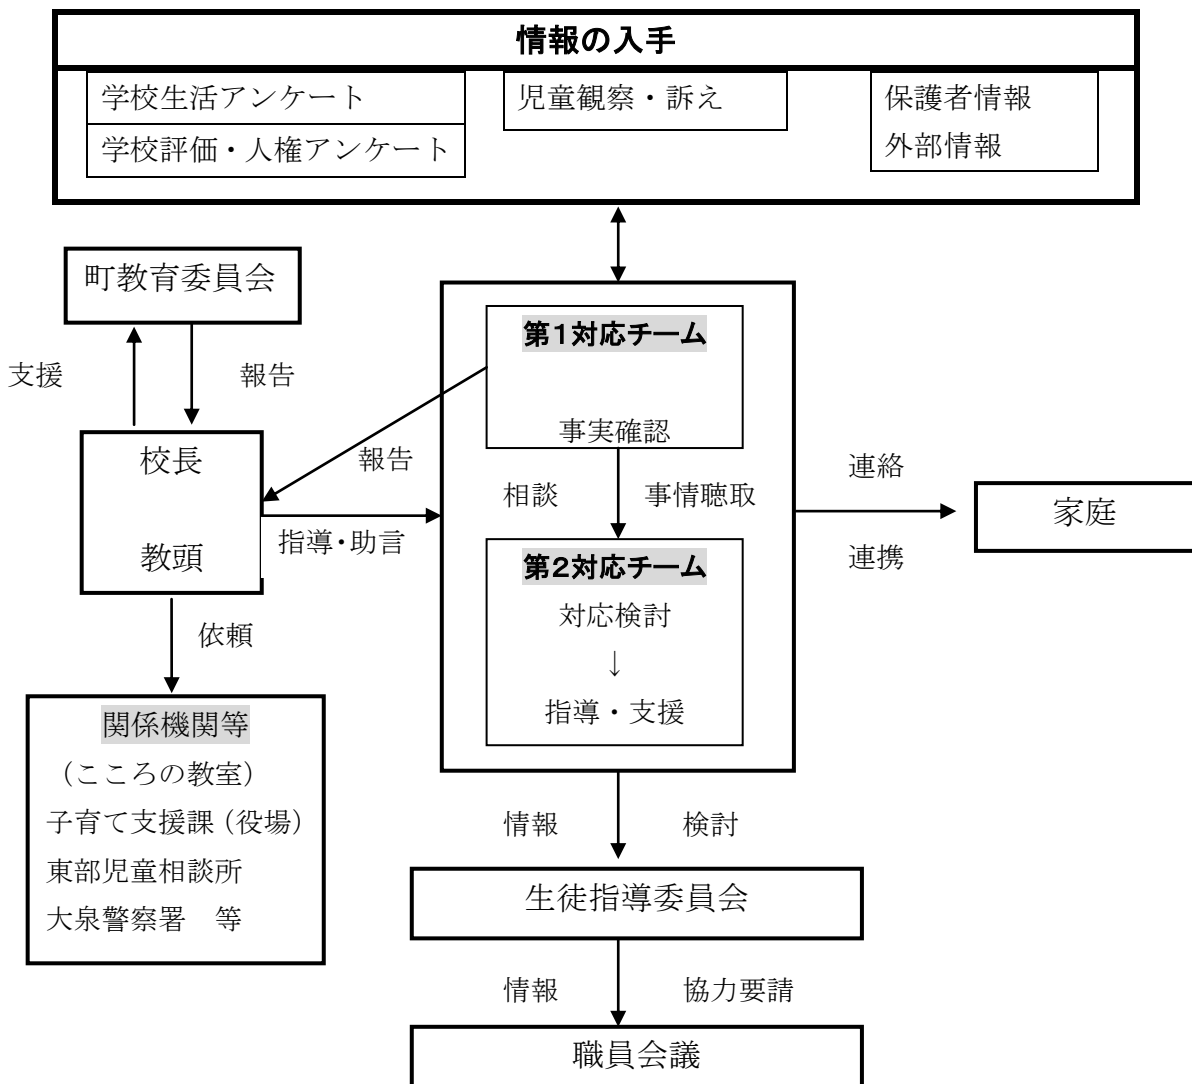 情報の入手
学校生活アンケート
学校評価・人権アンケート
児童観察・訴え
保護者情報
外部情報
町教育委員会
支援
報告
校長
教頭
報告
指導・助言
依頼
関係機関等
(こころの教室)
子育て支援課(役場)
東部児童相談所
大泉警察署　等
第1対応チーム
事実確認
相談
事情聴取
第2対応チーム
対応検討
↓
指導・支援
連絡
連携
家庭
情報
検討
生徒指導委員会
情報
協力要請
職員会議